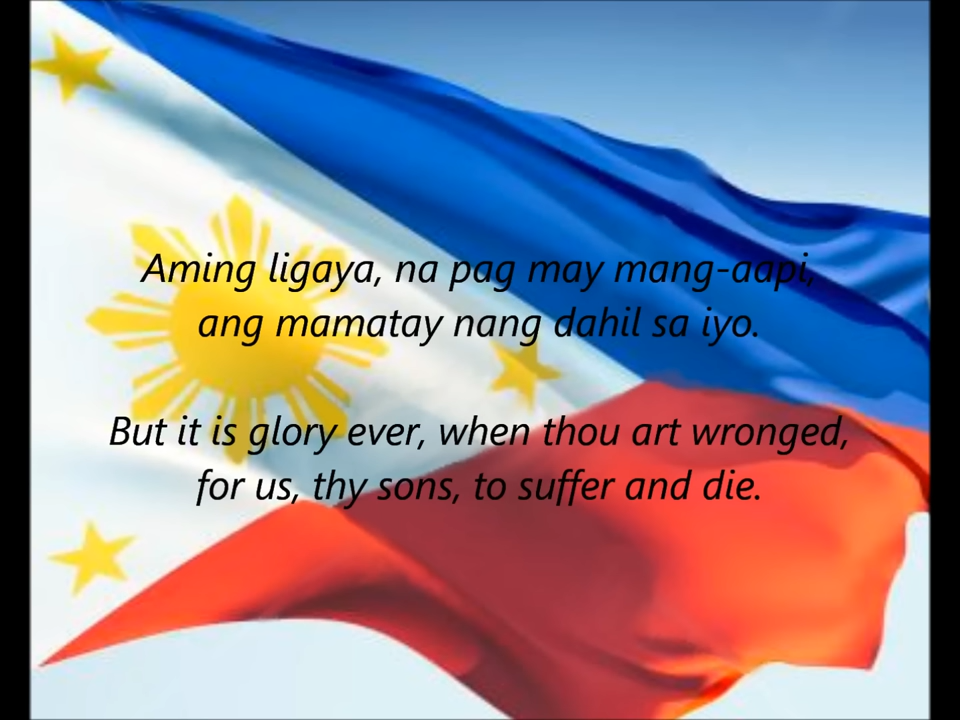 Aming ligaya, na pag may mang-aapi,
ang mamatay nang dahil sa iyo.
But it is glory ever, when thou art wronged,
for us, thy sons, to suffer and die.